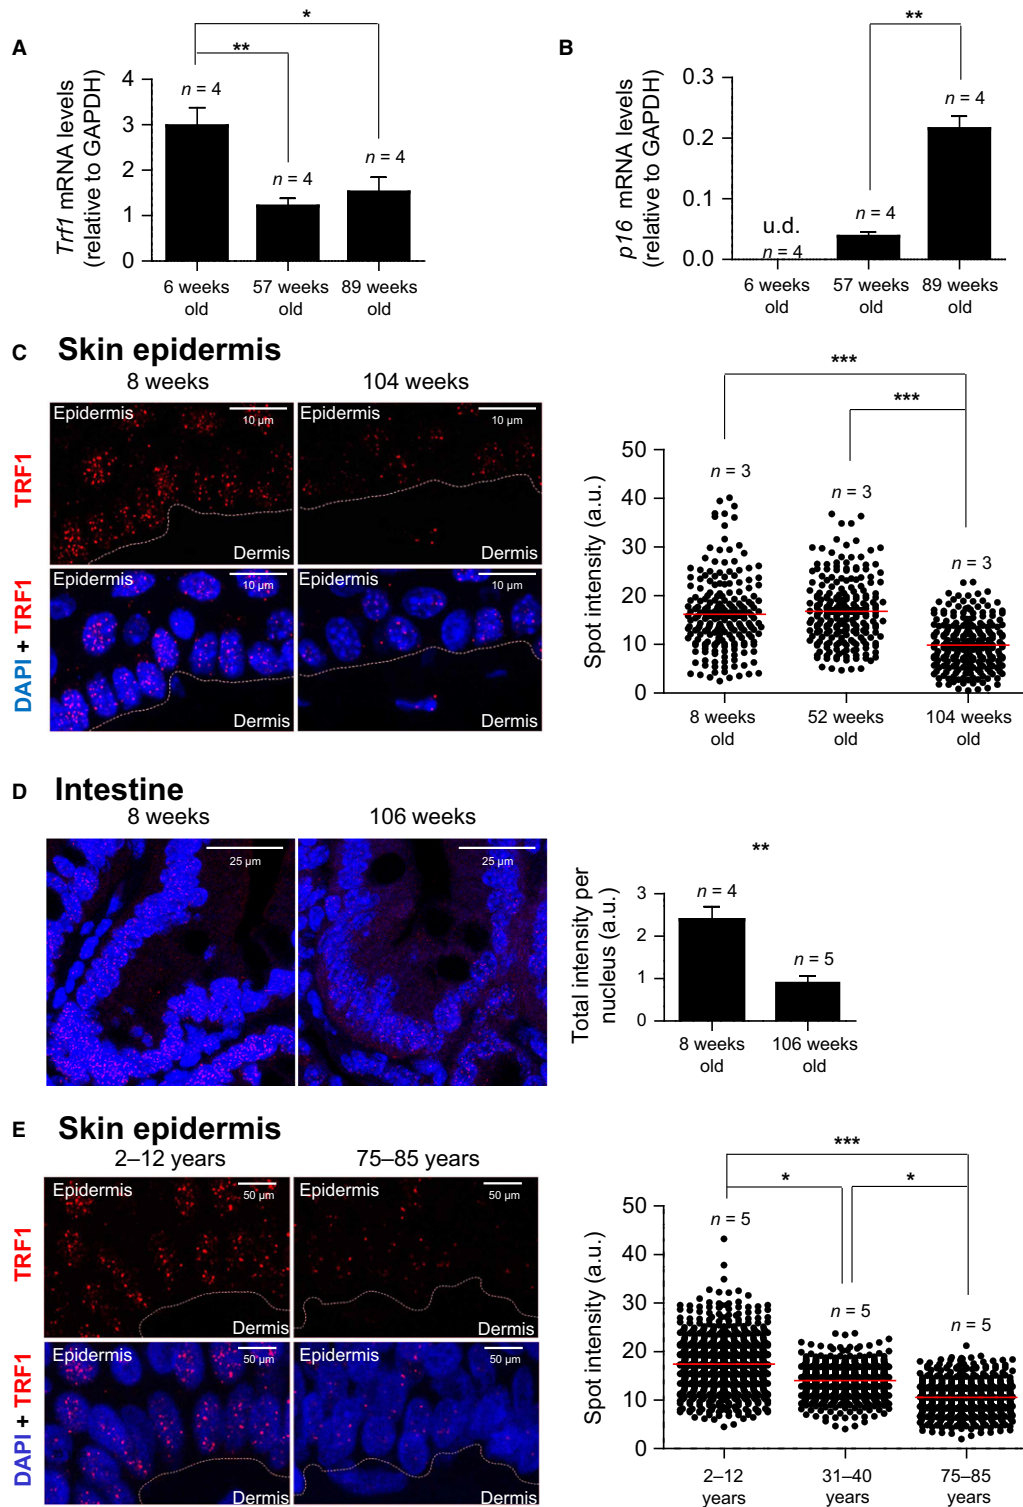 A
Trf1 mRNA levels
(relative to GAPDH)
4
3
2
1
0
*
**
n = 4
n = 4
n = 4
6 weeks
old
57 weeks
old
89 weeks
old
B
p16 mRNA levels
(relative to GAPDH)
0.3
0.2
0.1
0.0
**
u.d.
n = 4
n = 4
n = 4
6 weeks
old
57 weeks
old
89 weeks
old
C Skin epidermis
8 weeks
104 weeks
TRF1
Epidermis
10 µm
Dermis
Epidermis
10 µm
Dermis
DAPI + TRF1
Epidermis
10 µm
Dermis
10 µm
Dermis
Spot intensity (a.u.)
50
40
30
20
10
0
***
***
n = 3
n = 3
n = 3
8 weeks
old
52 weeks
old
104 weeks
old
D Intestine
8 weeks
106 weeks
25 µm
25 µm
Total intensity per
nucleus (a.u.)
3
2
1
0
**
n = 4
n = 5
8 weeks
old
106 weeks
old
E Skin epidermis
2–12 years
75–85 years
TRF1
Epidermis
50 µm
Dermis
Epidermis
50 µm
Dermis
DAPI + TRF1
Epidermis
50 µm
Dermis
Epidermis
50 µm
Dermis
Spot intensity (a.u.)
50
40
30
20
10
0
***
*
*
n = 5
n = 5
n = 5
2–12
years
31–40
years
75–85
years